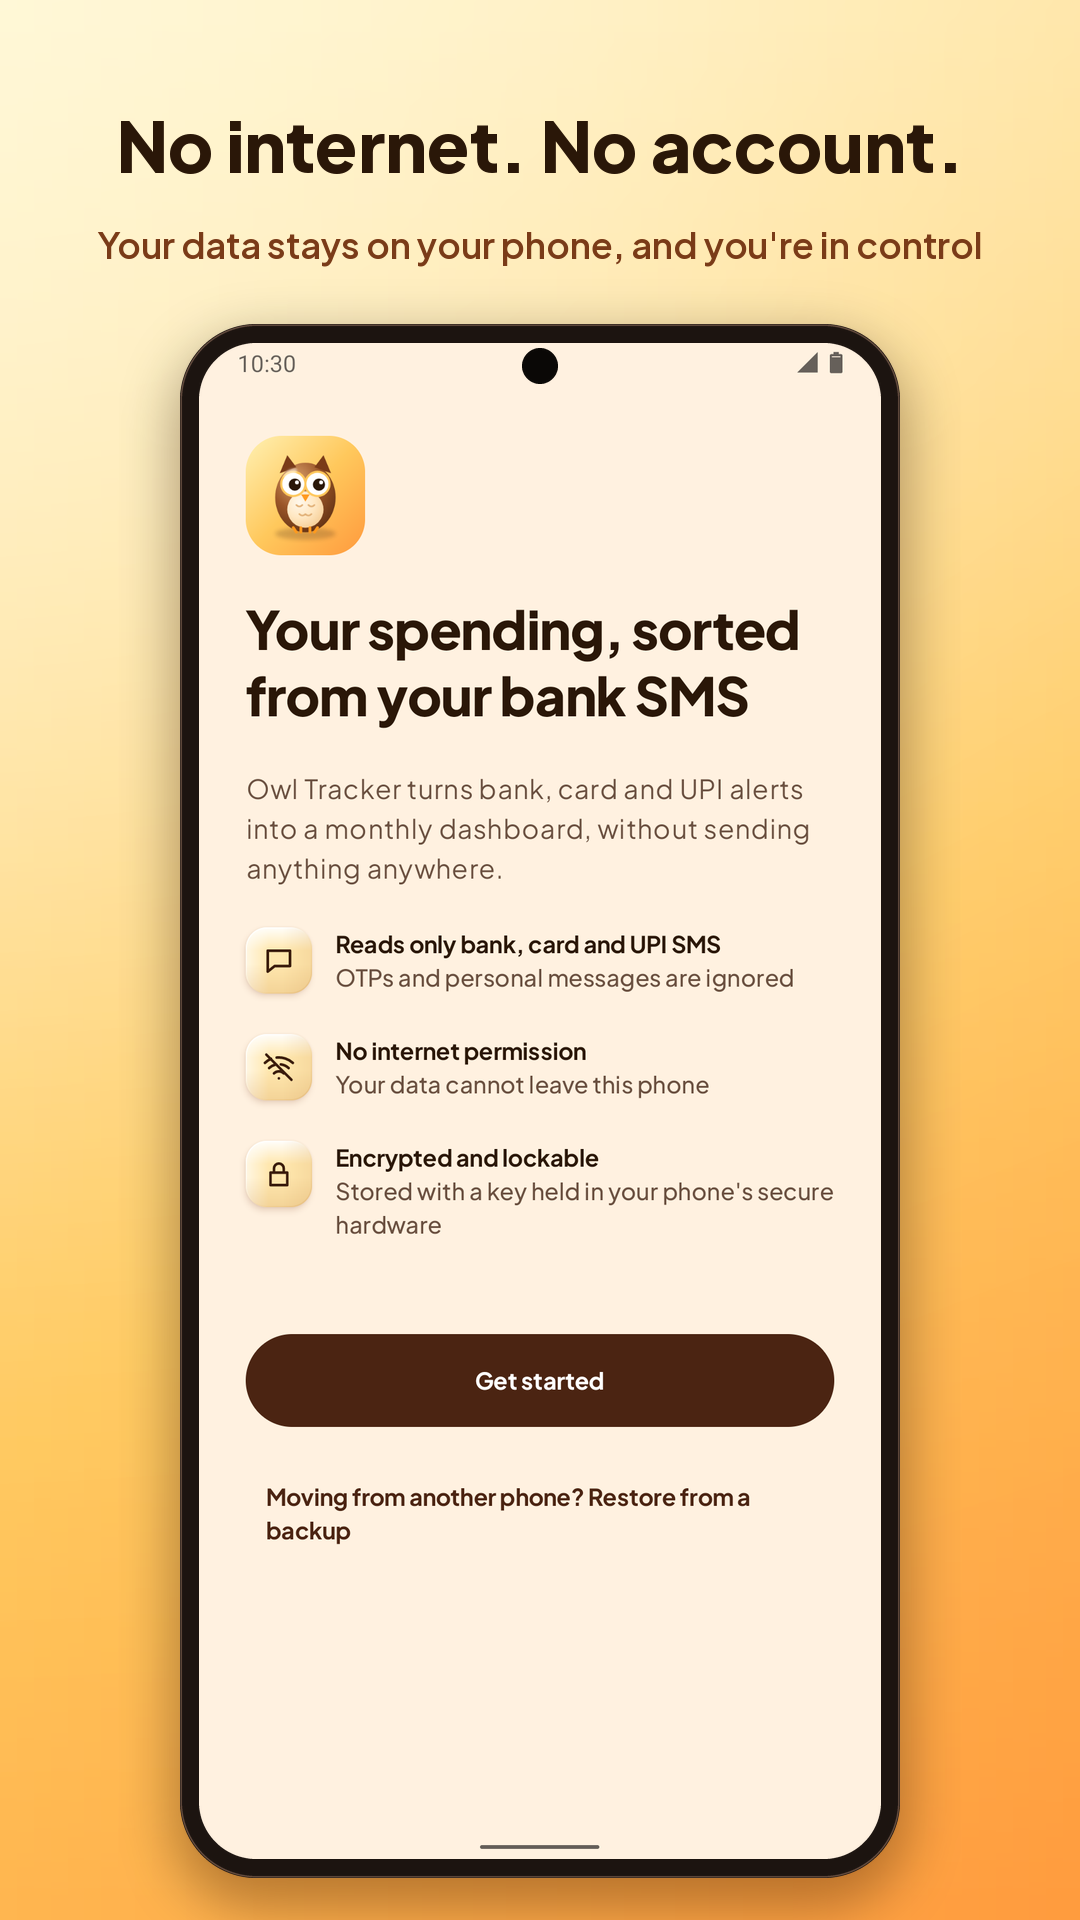 No internet. No account.
Your data stays on your phone, and you're in control
10:30
Your spending, sorted
from your bank SMS
Owl Tracker turns bank, card and UPI alerts
into a monthly dashboard, without sending
anything anywhere.
Reads only bank, card and UPI SMS
OTPs and personal messages are ignored
No internet permission
Your data cannot leave this phone
Encrypted and lockable
Stored with a key held in your phone's secure
hardware
Get started
Moving from another phone? Restore from a
backup